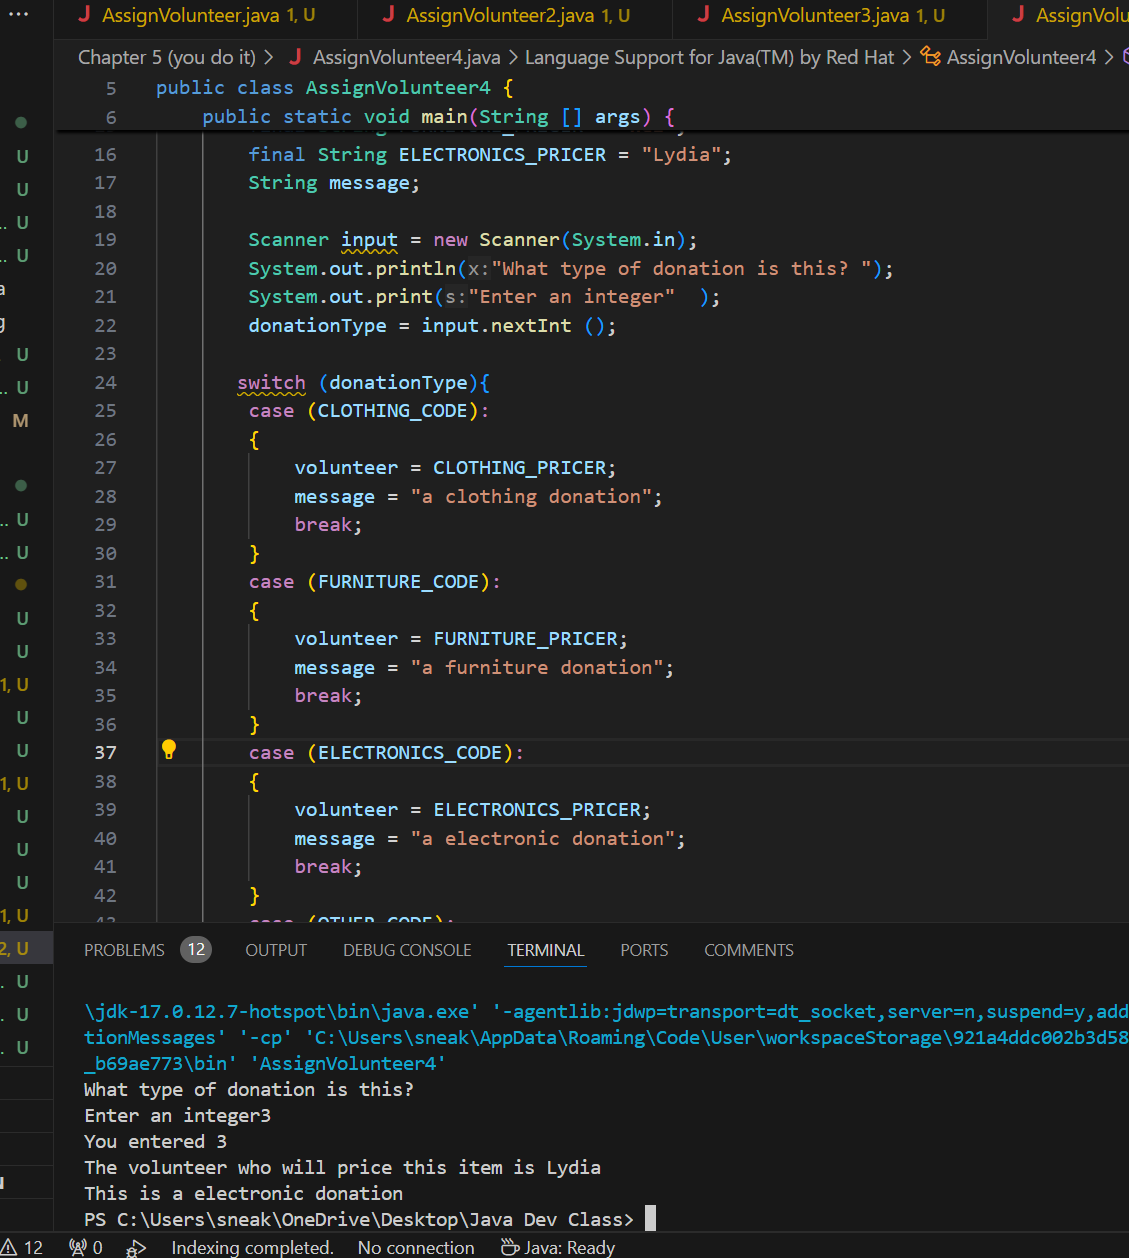 ··· J AssignVolunteer.java 1, U J AssignVolunteer2.java 1, U J AssignVolunteer3.java 1, U J AssignVolu
Chapter 5 (you do it) > J AssignVolunteer4.java > Language Support for Java(TM) by Red Hat > AssignVolunteer4 >
5 public class AssignVolunteer4 {
6 public static void main(String [] args) {
16 final String ELECTRONICS_PRICER = "Lydia";
17 String message;
18
19 Scanner input = new Scanner(System.in);
20 System.out.println(x:"What type of donation is this? ");
21 System.out.print(s:"Enter an integer"  );
22 donationType = input.nextInt ();
23
24 switch (donationType){
25 case (CLOTHING_CODE):
26 {
27 volunteer = CLOTHING_PRICER;
28 message = "a clothing donation";
29 break;
30 }
31 case (FURNITURE_CODE):
32 {
33 volunteer = FURNITURE_PRICER;
34 message = "a furniture donation";
35 break;
36 }
37 case (ELECTRONICS_CODE):
38 {
39 volunteer = ELECTRONICS_PRICER;
40 message = "a electronic donation";
41 break;
42 }
43 case (OTHER_CODE):
U
U
.. U
.. U
a
g
U
.. U
M
.. U
.. U
U
U
1, U
U
U
1, U
U
U
U
1, U
2, U
. U
. U
. U
PROBLEMS 12 OUTPUT DEBUG CONSOLE TERMINAL PORTS COMMENTS
\jdk-17.0.12.7-hotspot\bin\java.exe' '-agentlib:jdwp=transport=dt_socket,server=n,suspend=y,add
tionMessages' '-cp' 'C:\Users\sneak\AppData\Roaming\Code\User\workspaceStorage\921a4ddc002b3d58
_b69ae773\bin' 'AssignVolunteer4'
What type of donation is this?
Enter an integer3
You entered 3
The volunteer who will price this item is Lydia
This is a electronic donation
PS C:\Users\sneak\OneDrive\Desktop\Java Dev Class>
12 0 Indexing completed. No connection Java: Ready